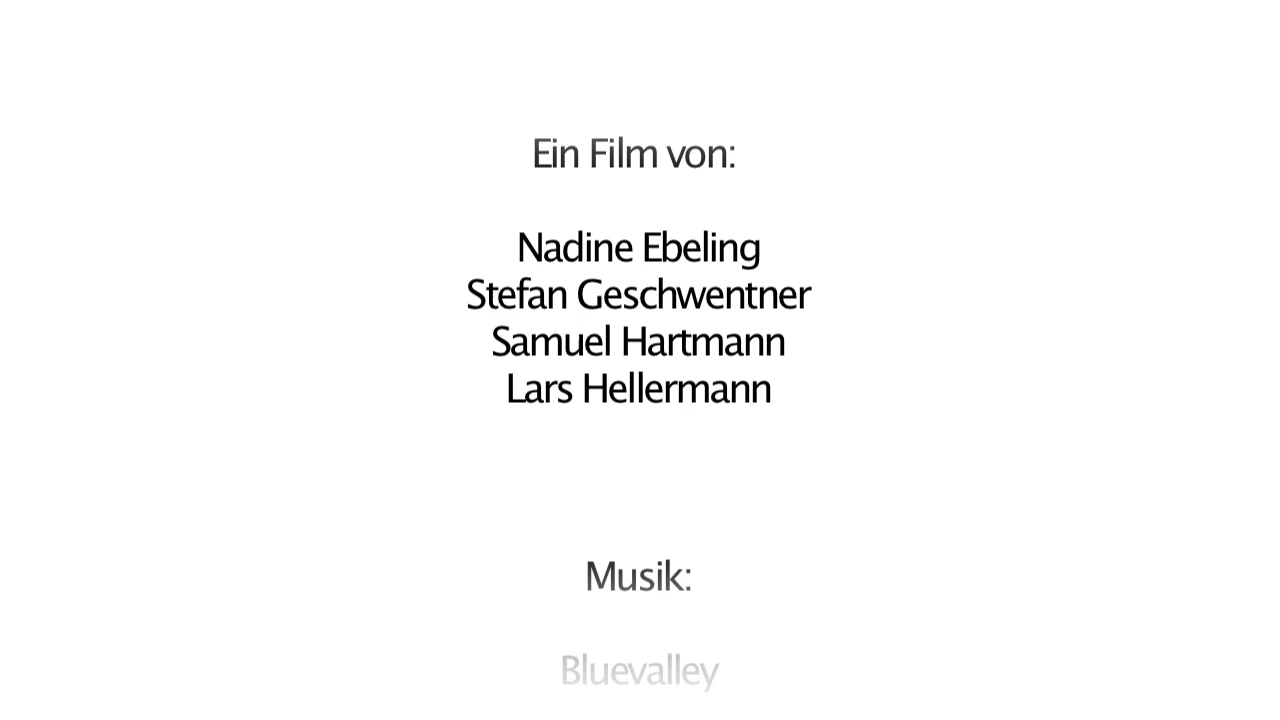 Ein Film von:
Nadine Ebeling
Stefan Geschwentner
Samuel Hartmann
Lars Hellermann
Musik:
Bluevalley